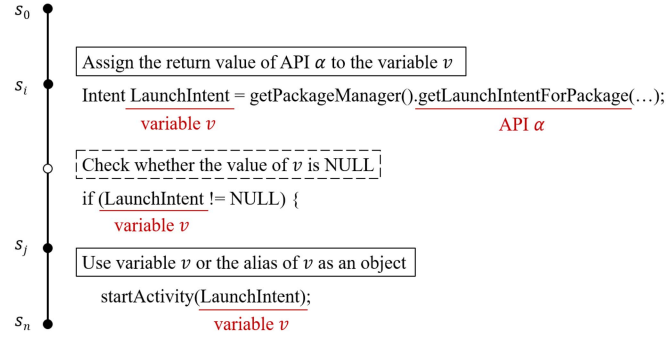 s₀
Assign the return value of API α to the variable v
sᵢ
Intent LaunchIntent = getPackageManager().getLaunchIntentForPackage(…);
variable v API α
Check whether the value of v is NULL
if (LaunchIntent != NULL) {
variable v
sⱼ
Use variable v or the alias of v as an object
startActivity(LaunchIntent);
sₙ variable v